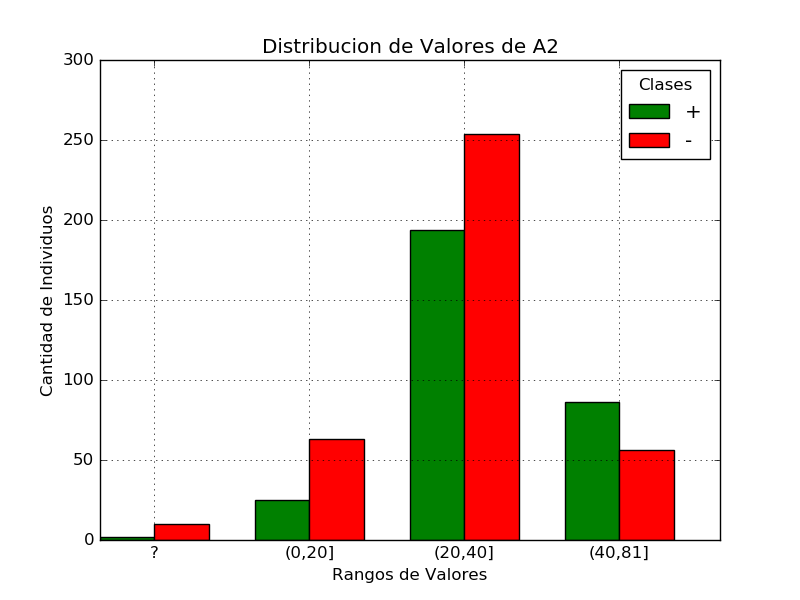 Distribucion de Valores de A2
300
250
200
150
100
50
0
Cantidad de Individuos
Clases
+
-
? (0,20] (20,40] (40,81]
Rangos de Valores